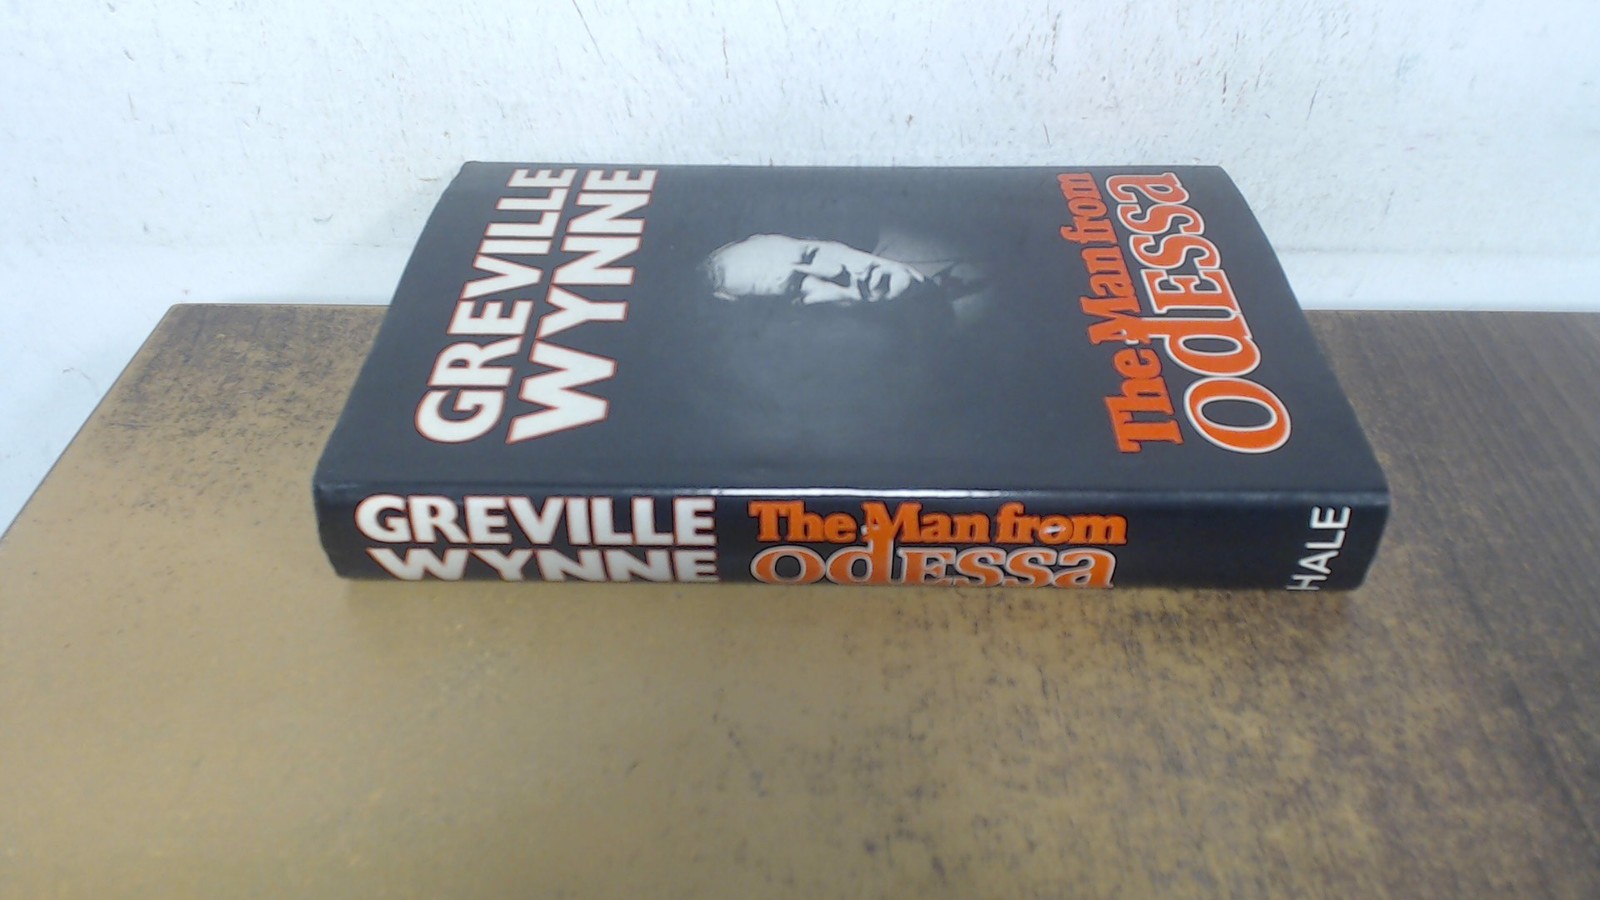 GREVILLE
WYNNE
The Man from
OdESSa
GREVILLE
WYNNE
The Man from
OdESSa
HALE